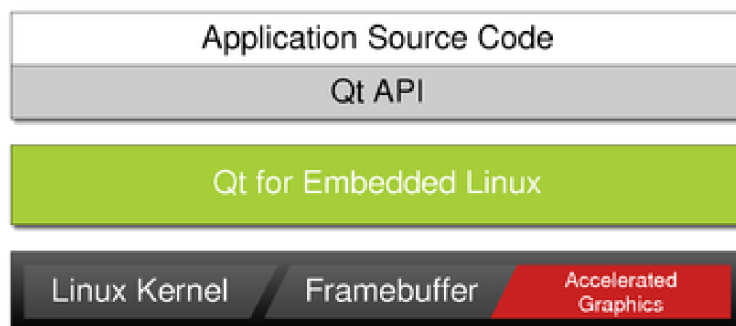 Application Source Code
Qt API
Qt for Embedded Linux
Linux Kernel
Framebuffer
Accelerated
Graphics